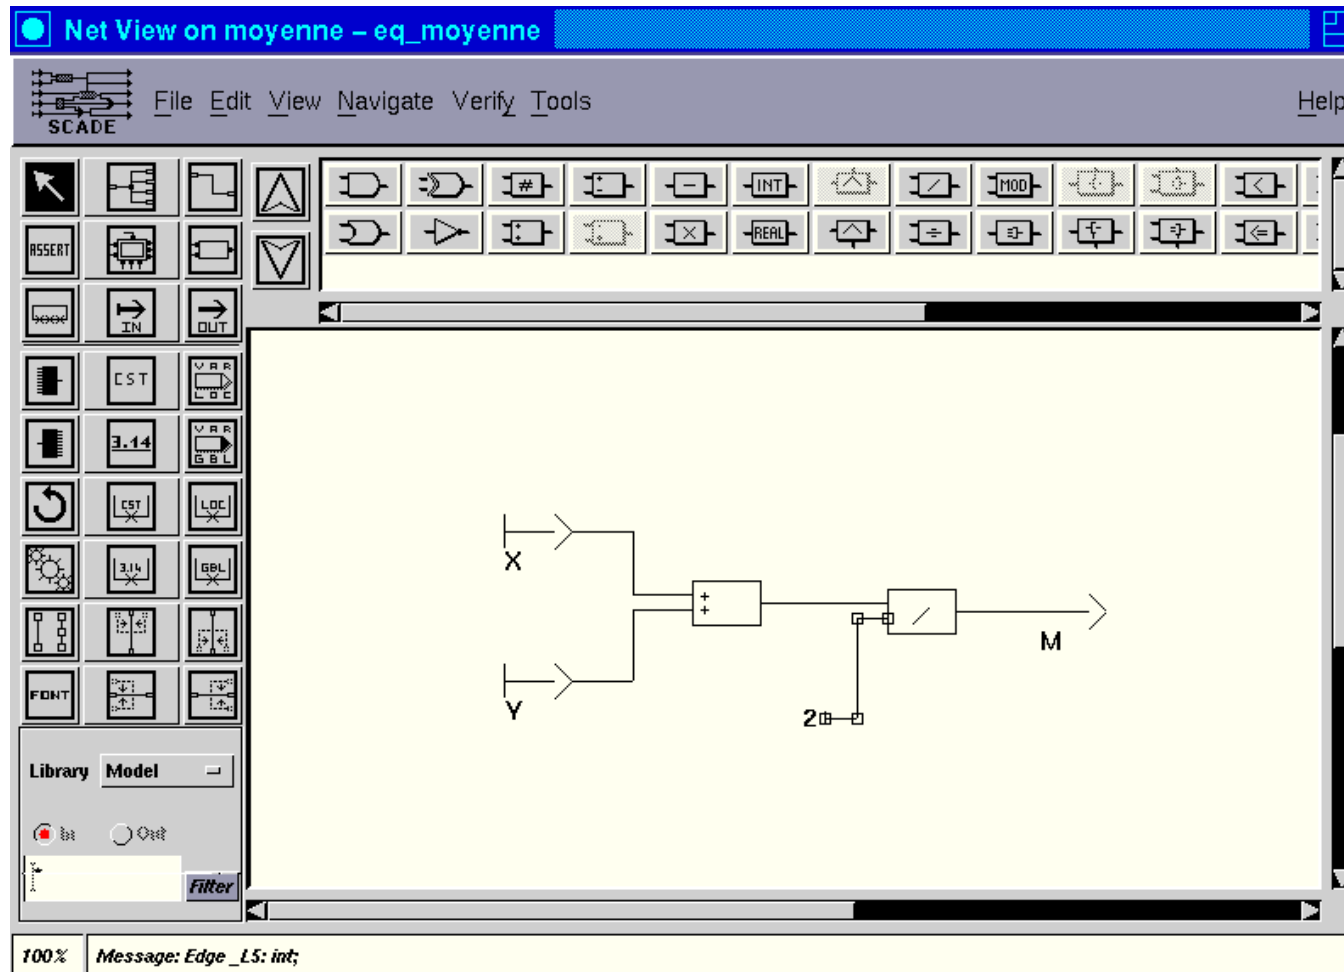 Net View on moyenne – eq_moyenne
SCADE File Edit View Navigate Verify Tools Help
# - INT / MOD <
ASSERT × REAL ÷ <=
IN OUT
CST VAR LOC
3.14 VAR GBL
CST LOC
3.14 GBL
FONT
X
+
+
/
M
Y
2
Library Model
In Out
Filter
100% Message: Edge _L5: int;